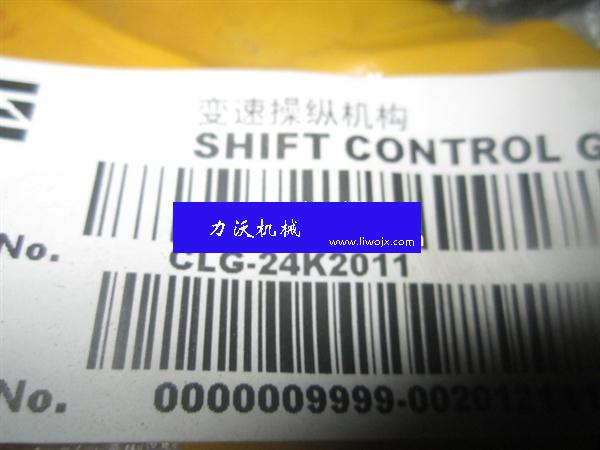 变速操纵机构
SHIFT CONTROL G
力沃机械
www.liwojx.com
No.
CLG-24K2011
No.
0000009999-002012111